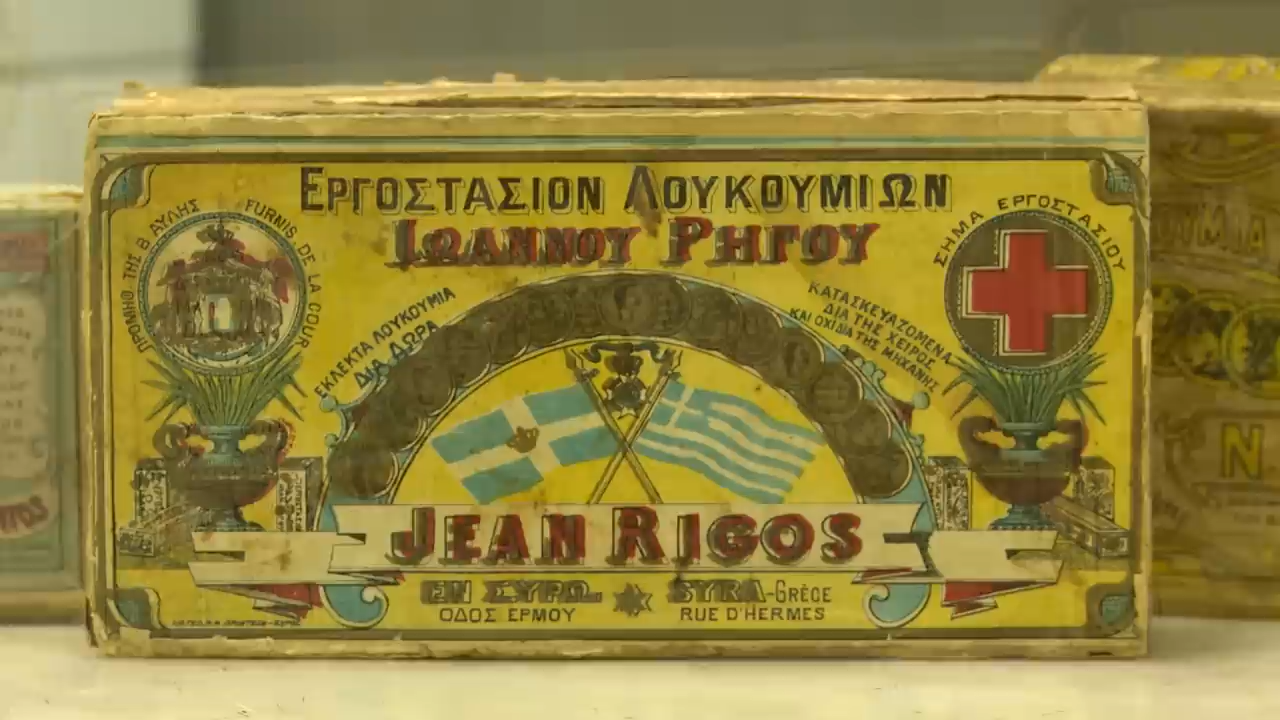 ΕΡΓΟΣΤΑΣΙΟΝ ΛΟΥΚΟΥΜΙΩΝ
ΙΩΑΝΝΟΥ ΡΗΓΟΥ
ΠΡΟΜΗΘ ΤΗΣ Β ΑΥΛΗΣ
FURNIS DE LA COUR
ΣΗΜΑ ΕΡΓΟΣΤΑΣΙΟΥ
ΕΚΛΕΚΤΑ ΛΟΥΚΟΥΜΙΑ
ΔΙΑ ΔΩΡΑ
ΚΑΤΑΣΚΕΥΑΖΟΜΕΝΑ
ΔΙΑ ΤΗΣ ΧΕΙΡΟΣ
ΚΑΙ ΟΧΙ ΔΙΑ ΤΗΣ ΜΗΧΑΝΗΣ
JEAN RIGOS
ΕΝ ΣΥΡΩ
SYRA-GRÈCE
ΟΔΟΣ ΕΡΜΟΥ
RUE D'HERMES
N